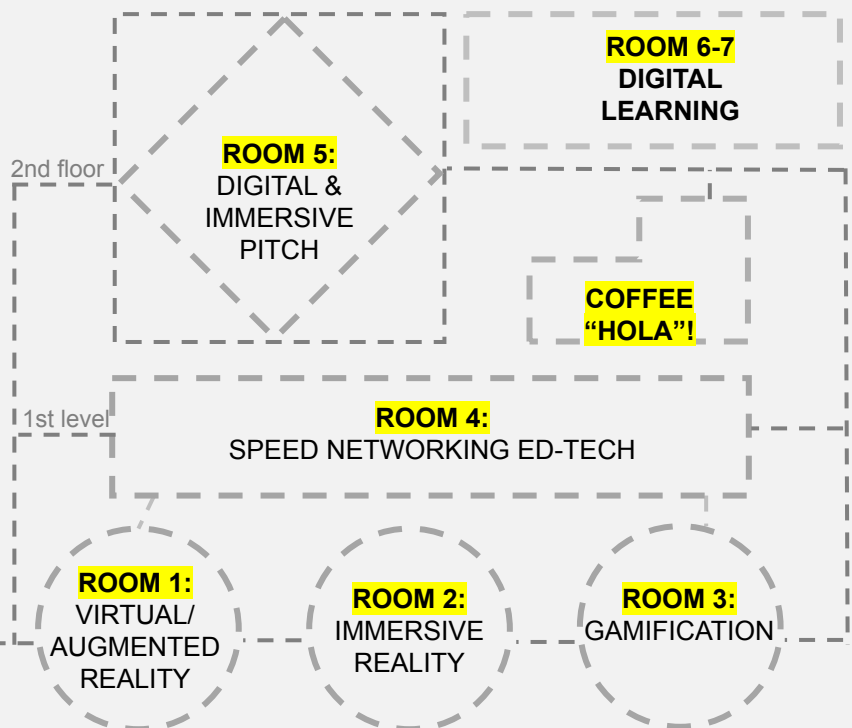 ROOM 6-7
DIGITAL
LEARNING
2nd floor
ROOM 5:
DIGITAL &
IMMERSIVE
PITCH
COFFEE
“HOLA”!
1st level
ROOM 4:
SPEED NETWORKING ED-TECH
ROOM 1:
VIRTUAL/
AUGMENTED
REALITY
ROOM 2:
IMMERSIVE
REALITY
ROOM 3:
GAMIFICATION